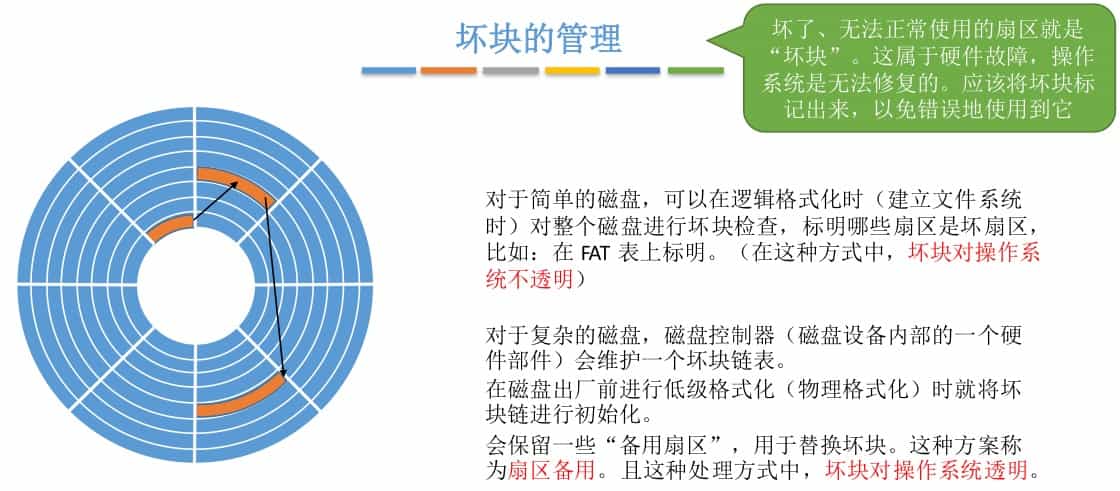 坏块的管理
坏了、无法正常使用的扇区就是
“坏块”。这属于硬件故障，操作
系统是无法修复的。应该将坏块标
记出来，以免错误地使用到它
对于简单的磁盘，可以在逻辑格式化时（建立文件系统
时）对整个磁盘进行坏块检查，标明哪些扇区是坏扇区，
比如：在 FAT 表上标明。（在这种方式中，坏块对操作系
统不透明）
对于复杂的磁盘，磁盘控制器（磁盘设备内部的一个硬
件部件）会维护一个坏块链表。
在磁盘出厂前进行低级格式化（物理格式化）时就将坏
块链进行初始化。
会保留一些“备用扇区”，用于替换坏块。这种方案称
为扇区备用。且这种处理方式中，坏块对操作系统透明。